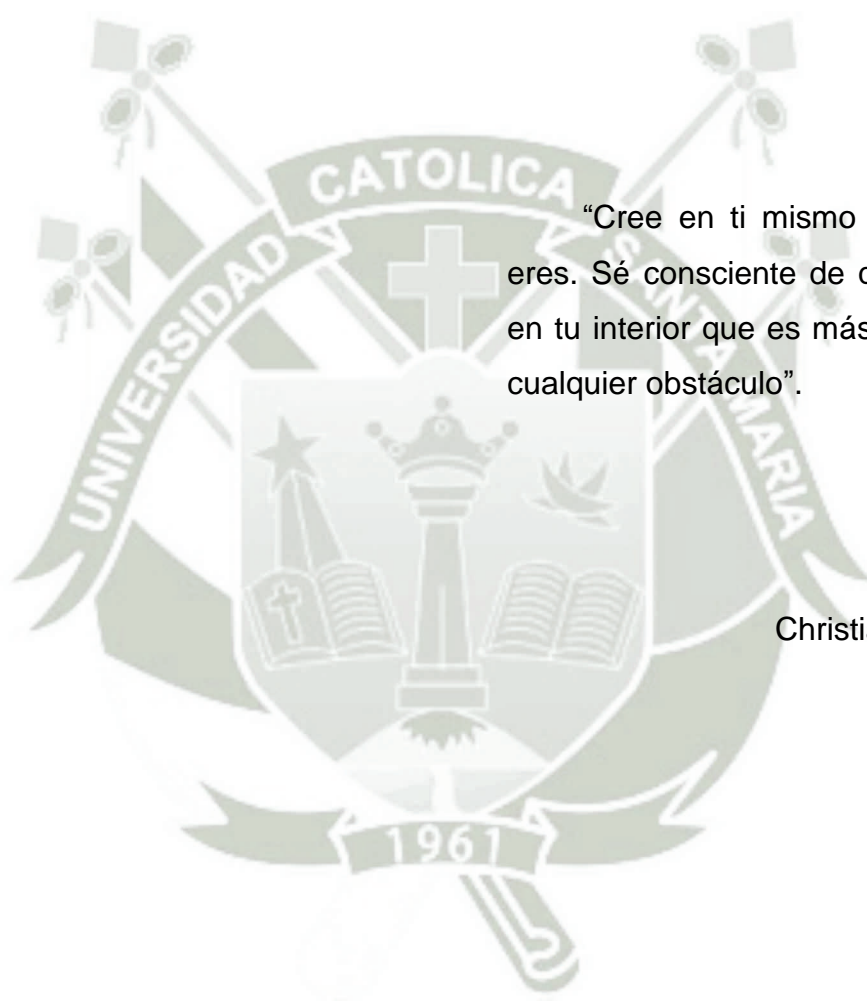 UNIVERSIDAD CATOLICA SANTA MARIA
“Cree en ti mismo
eres. Sé consciente de
en tu interior que es más
cualquier obstáculo”.
Christi
1961